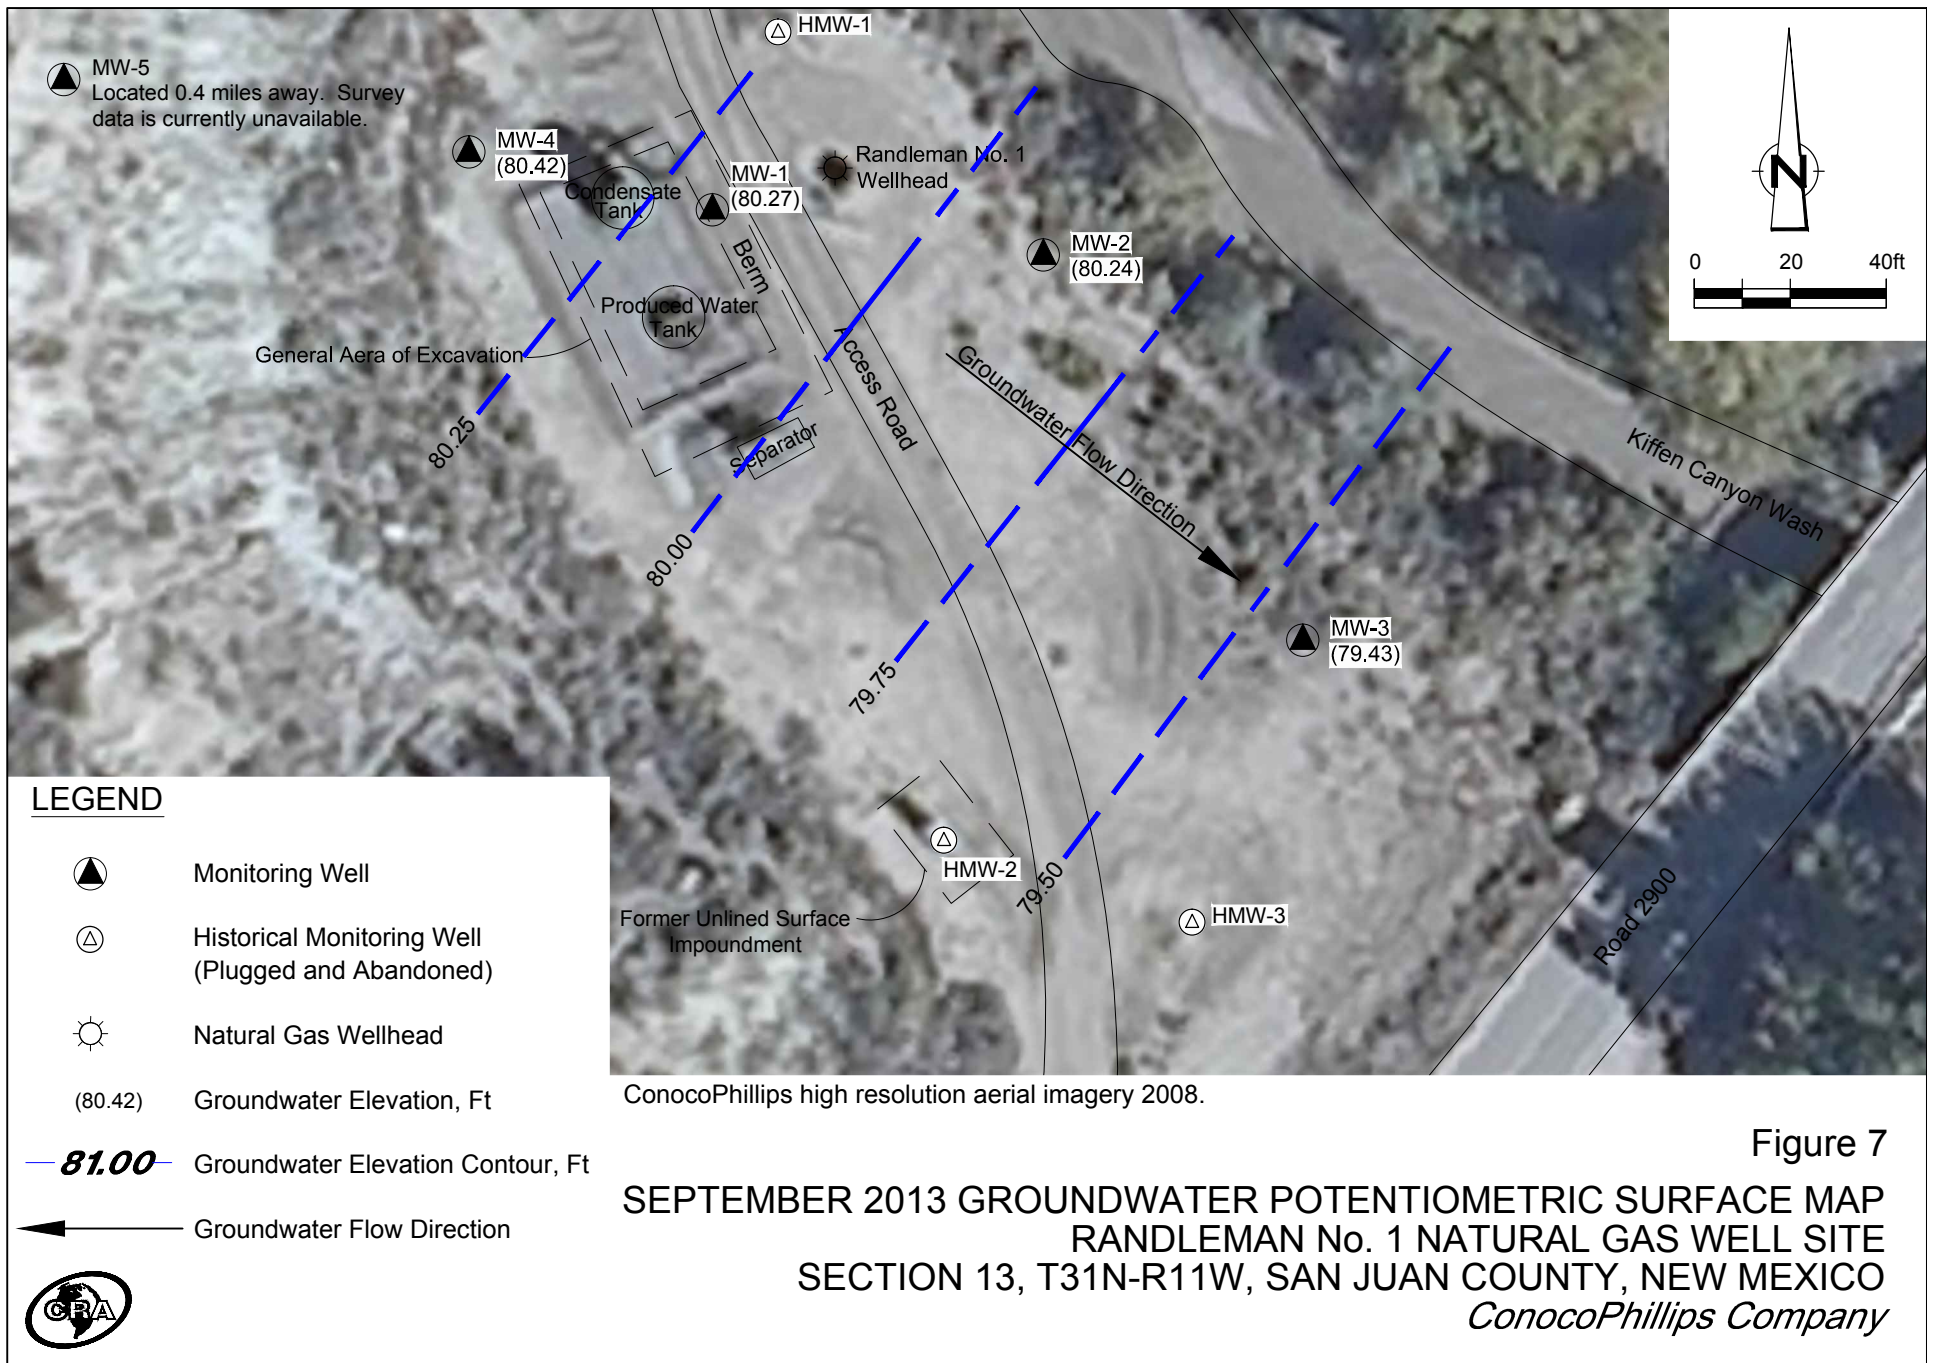 HMW-1
MW-5
Located 0.4 miles away.  Survey
data is currently unavailable.
MW-4
(80.42)
Condensate
Tank
MW-1
(80.27)
Randleman No. 1
Wellhead
N
0 20 40ft
MW-2
(80.24)
Berm
Produced Water
Tank
General Aera of Excavation
Access Road
Groundwater Flow Direction
Separator
80.25
80.00
79.75
79.50
Kiffen Canyon Wash
MW-3
(79.43)
HMW-2
HMW-3
Former Unlined Surface
Impoundment
Road 2900
LEGEND
Monitoring Well
Historical Monitoring Well
(Plugged and Abandoned)
Natural Gas Wellhead
(80.42) Groundwater Elevation, Ft
81.00 Groundwater Elevation Contour, Ft
Groundwater Flow Direction
CRA
ConocoPhillips high resolution aerial imagery 2008.
Figure 7
SEPTEMBER 2013 GROUNDWATER POTENTIOMETRIC SURFACE MAP
RANDLEMAN No. 1 NATURAL GAS WELL SITE
SECTION 13, T31N-R11W, SAN JUAN COUNTY, NEW MEXICO
ConocoPhillips Company